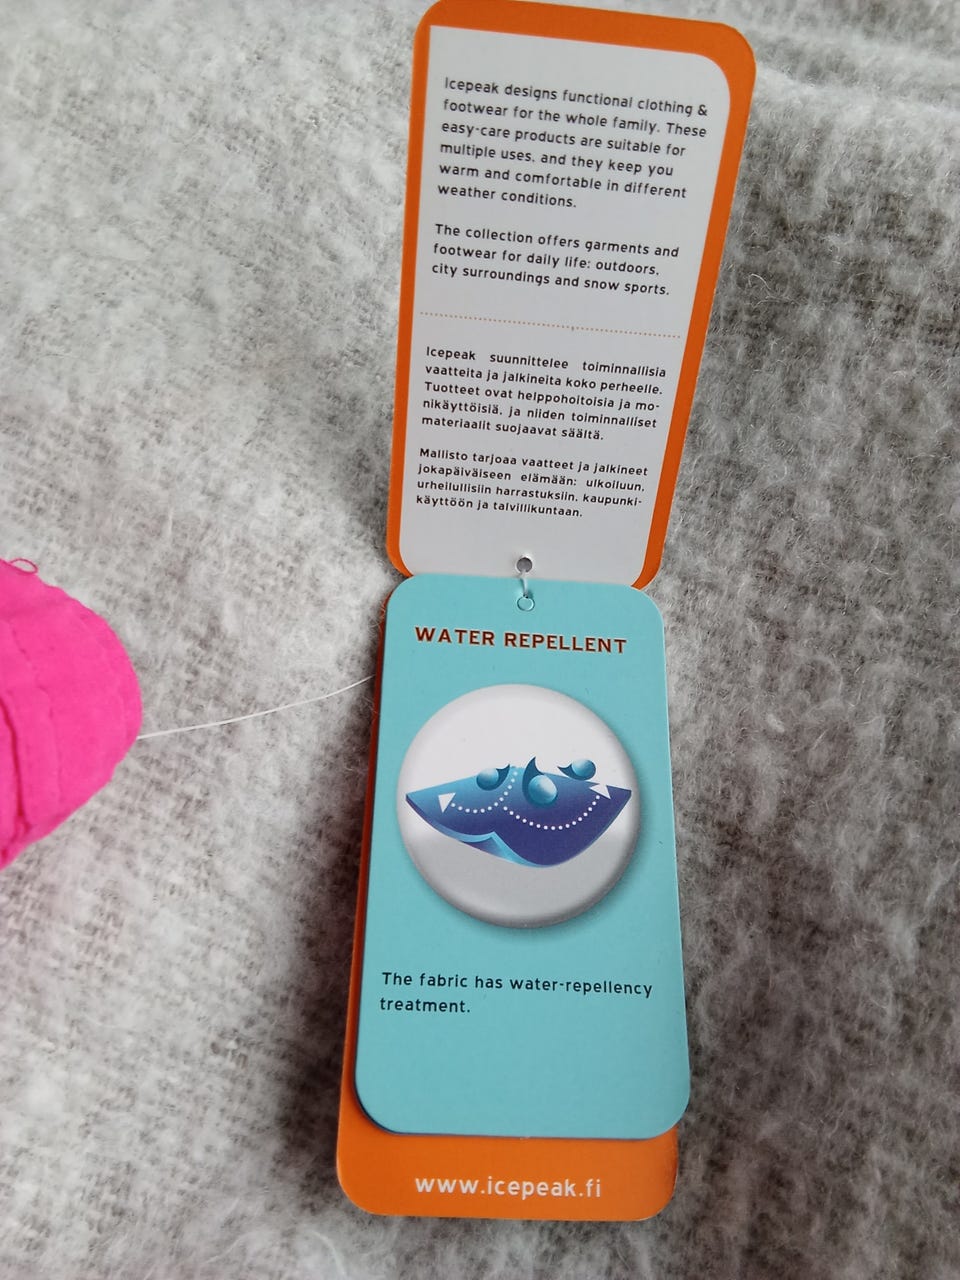 Icepeak designs functional clothing &
footwear for the whole family. These
easy-care products are suitable for
multiple uses, and they keep you
warm and comfortable in different
weather conditions.
The collection offers garments and
footwear for daily life: outdoors,
city surroundings and snow sports.
Icepeak suunnittelee toiminnallisia
vaatteita ja jalkineita koko perheelle.
Tuotteet ovat helppohoitoisia ja mo-
nikäyttöisiä, ja niiden toiminnalliset
materiaalit suojaavat säältä.
Mallisto tarjoaa vaatteet ja jalkineet
jokapäiväiseen elämään: ulkoiluun,
urheilullisiin harrastuksiin, kaupunki-
käyttöön ja talvillikuntaan.
WATER REPELLENT
The fabric has water-repellency
treatment.
www.icepeak.fi